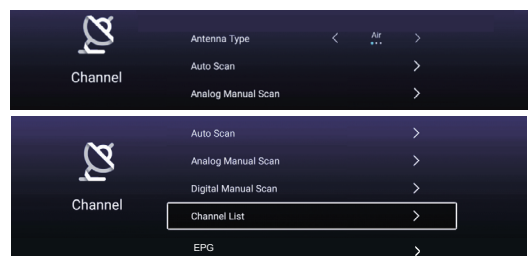 Antenna Type
Air
Auto Scan
Channel
Analog Manual Scan
Auto Scan
Analog Manual Scan
Digital Manual Scan
Channel
Channel List
EPG